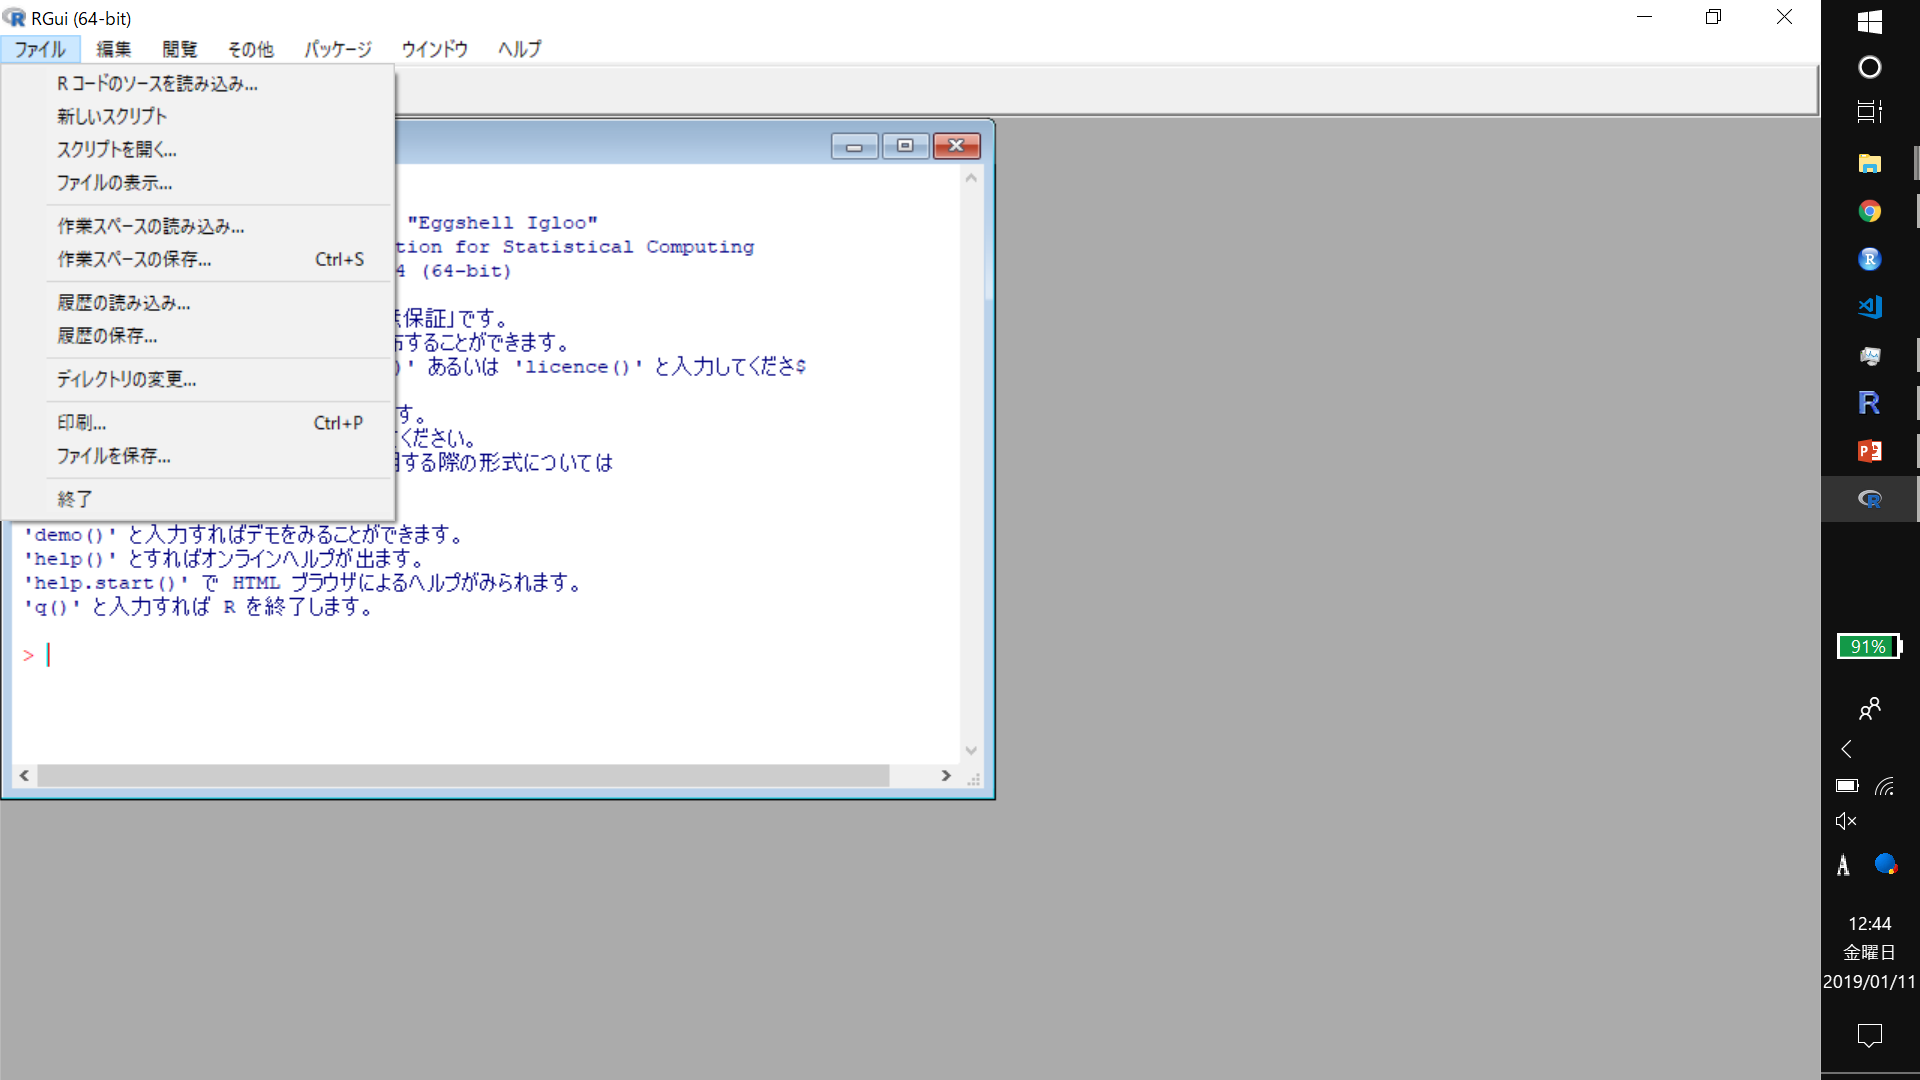 RGui (64-bit)
ファイル 編集 閲覧 その他 パッケージ ウインドウ ヘルプ
R コードのソースを読み込み...
新しいスクリプト
スクリプトを開く...
ファイルの表示...
作業スペースの読み込み...
作業スペースの保存... Ctrl+S
履歴の読み込み...
履歴の保存...
ディレクトリの変更...
印刷... Ctrl+P
ファイルを保存...
終了
"Eggshell Igloo"
tion for Statistical Computing
4 (64-bit)
保証」です。
することができます。
)' あるいは 'licence()' と入力してくださ$
す。
ください。
する際の形式については
'demo()' と入力すればデモをみることができます。
'help()' とすればオンラインヘルプが出ます。
'help.start()' で HTML ブラウザによるヘルプがみられます。
'q()' と入力すれば R を終了します。
>
91%
A
12:44
金曜日
2019/01/11